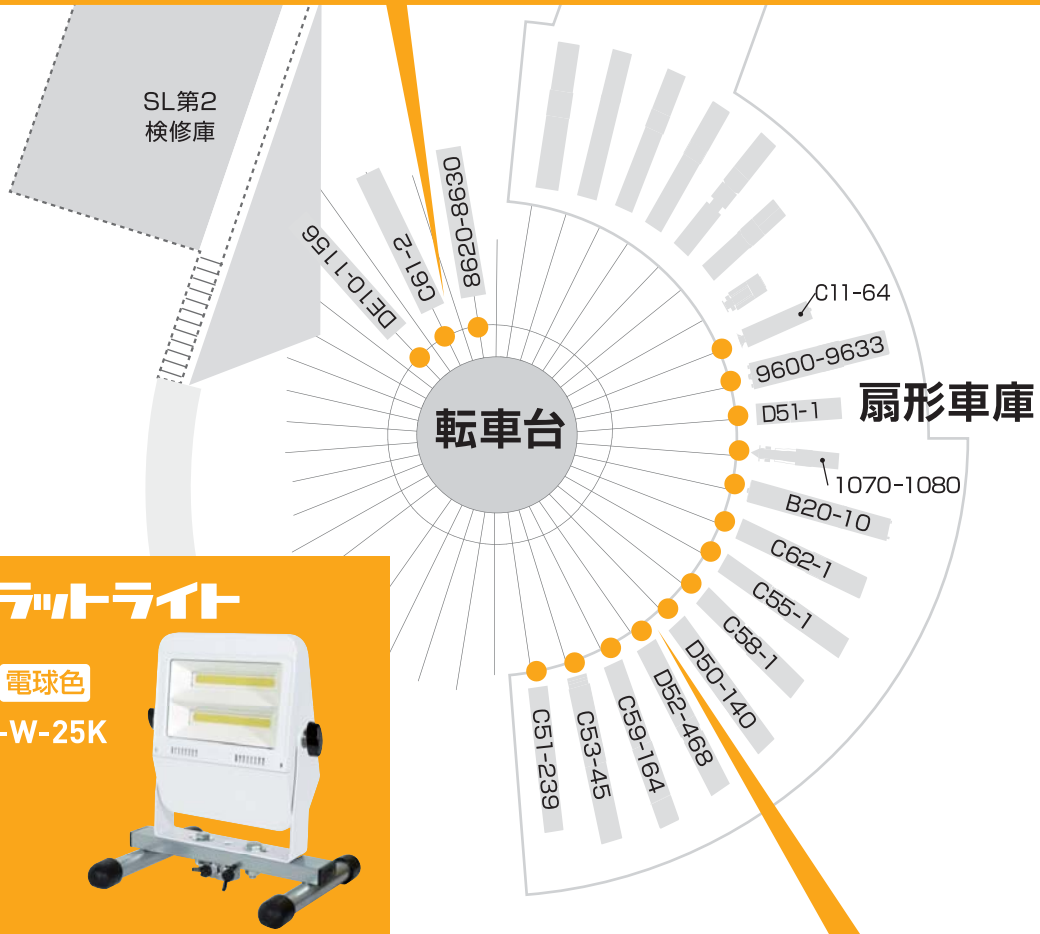 SL第2
検修庫
DE10-1156
C61-2
8620-8630
C11-64
9600-9633
D51-1
扇形車庫
1070-1080
B20-10
C62-1
C55-1
C58-1
D50-140
D52-468
C59-164
C53-45
C51-239
転車台
ラットライト
電球色
-W-25K